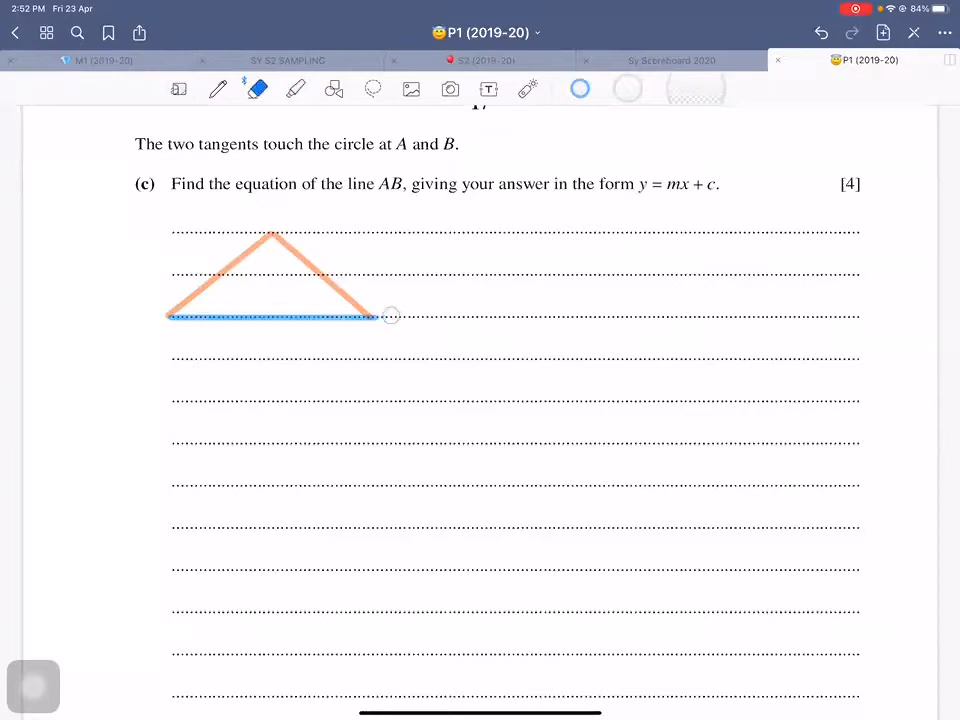 2:52 PM Fri 23 Apr
84%
😇P1 (2019-20)
M1 (2019-20)
SY S2 SAMPLING
S2 (2019-20)
Sy Scoreboard 2020
😇P1 (2019-20)
17
The two tangents touch the circle at A and B.
(c) Find the equation of the line AB, giving your answer in the form y = mx + c. [4]